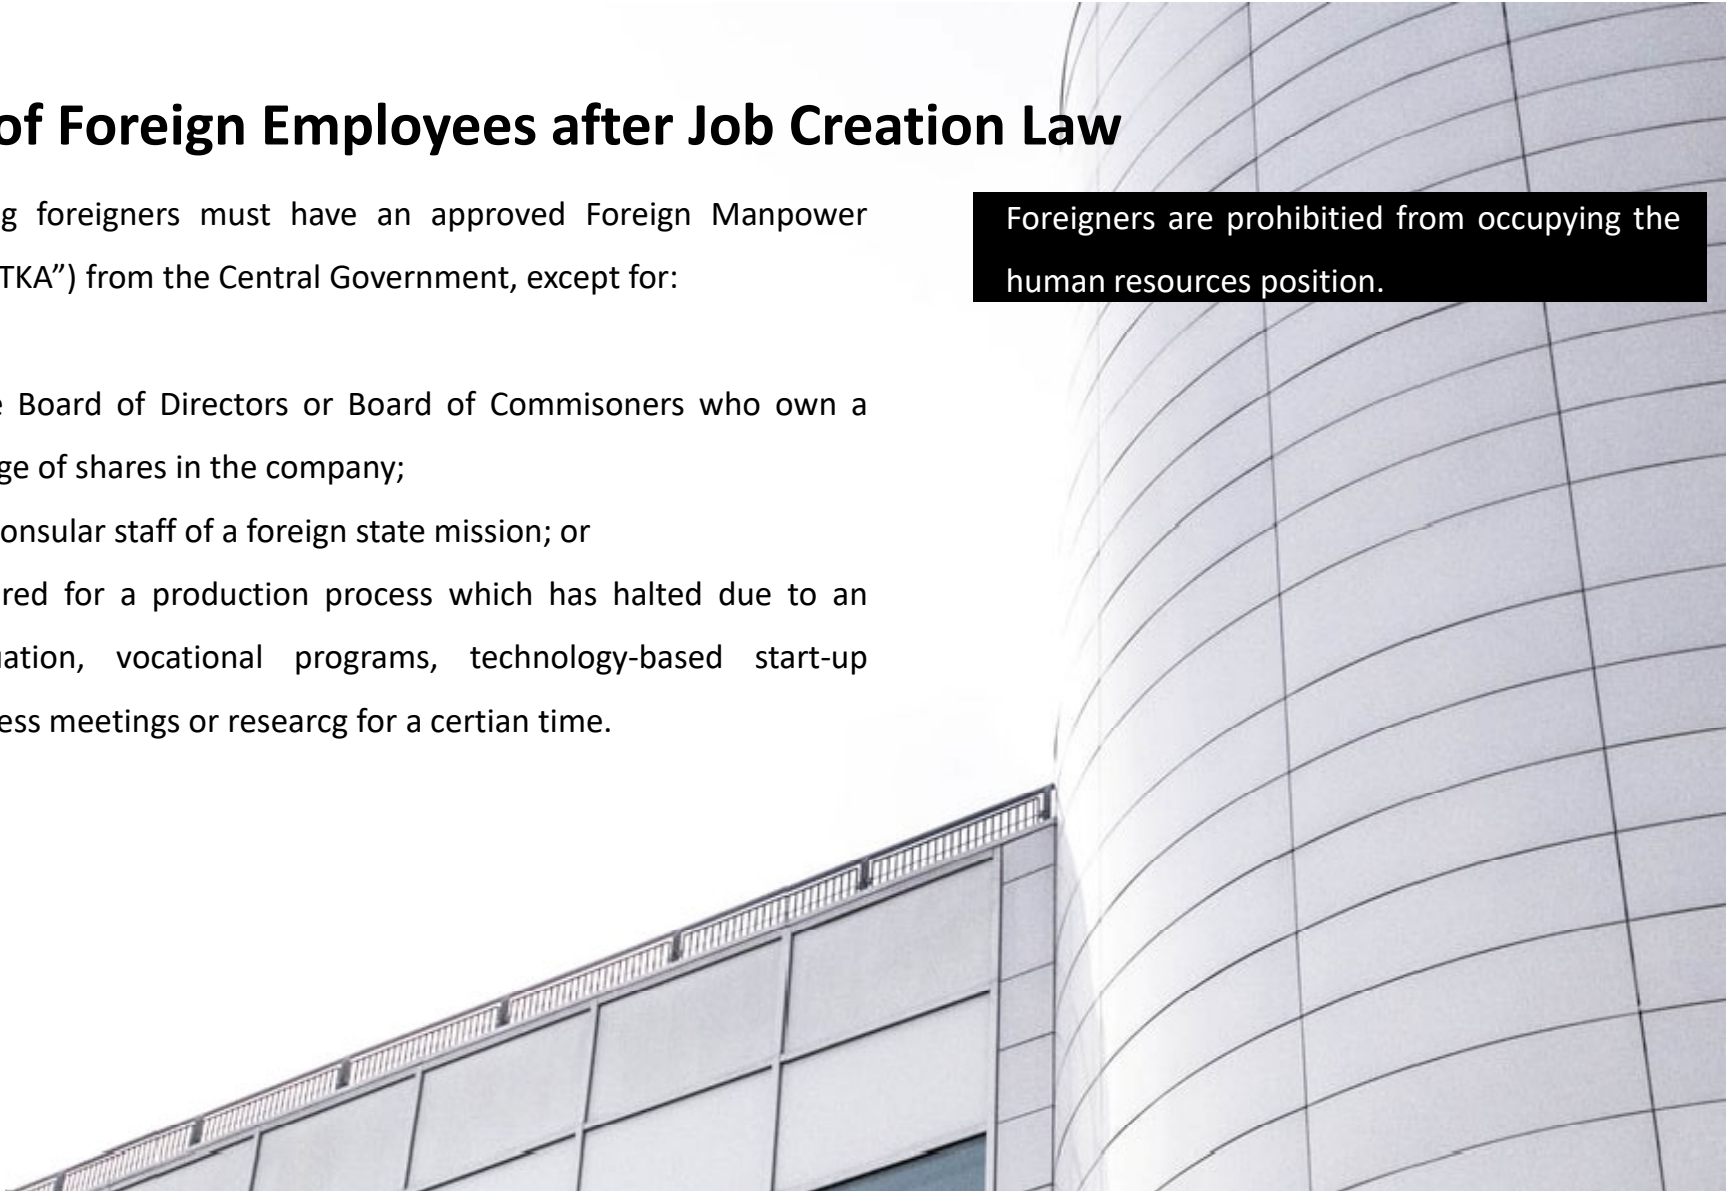 of Foreign Employees after Job Creation Law
g foreigners must have an approved Foreign Manpower
TKA”) from the Central Government, except for:
e Board of Directors or Board of Commisoners who own a
ge of shares in the company;
onsular staff of a foreign state mission; or
red for a production process which has halted due to an
uation, vocational programs, technology-based start-up
ess meetings or researcg for a certian time.
Foreigners are prohibitied from occupying the
human resources position.